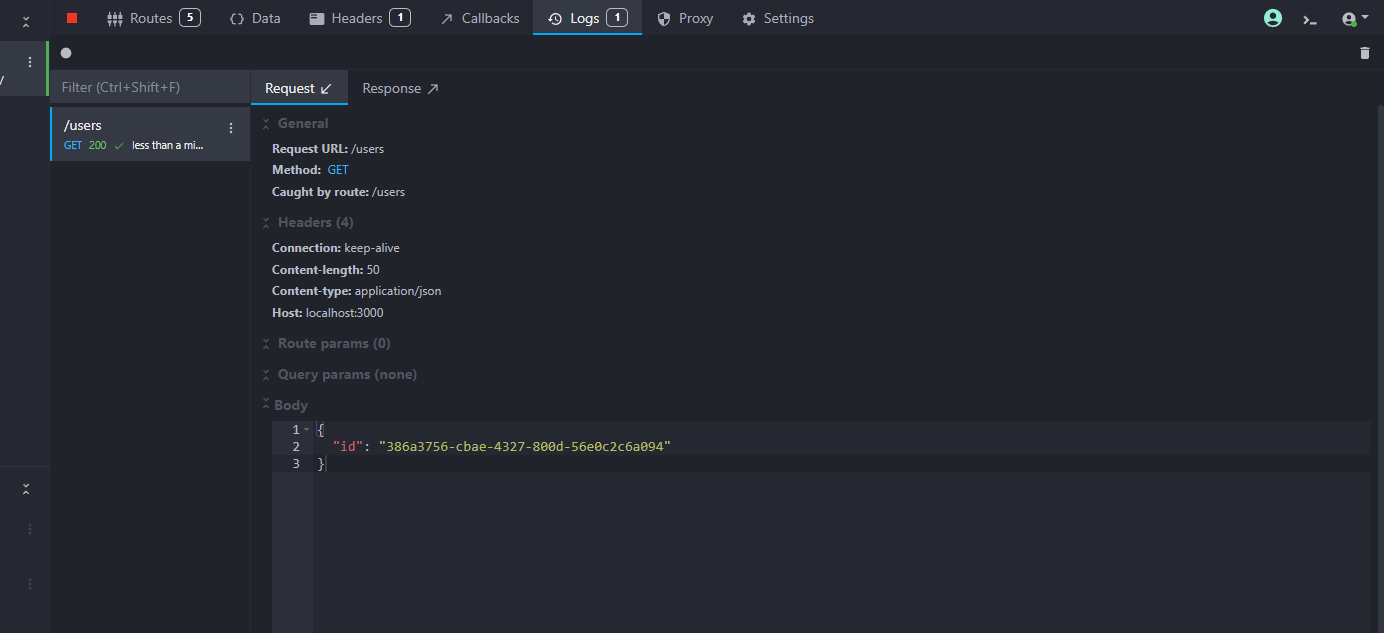 Routes 5 Data Headers 1 Callbacks Logs 1 Proxy Settings
/
Filter (Ctrl+Shift+F)
Request Response
/users
GET 200 less than a mi...
General
Request URL: /users
Method: GET
Caught by route: /users
Headers (4)
Connection: keep-alive
Content-length: 50
Content-type: application/json
Host: localhost:3000
Route params (0)
Query params (none)
Body
1 {
2 "id": "386a3756-cbae-4327-800d-56e0c2c6a094"
3 }